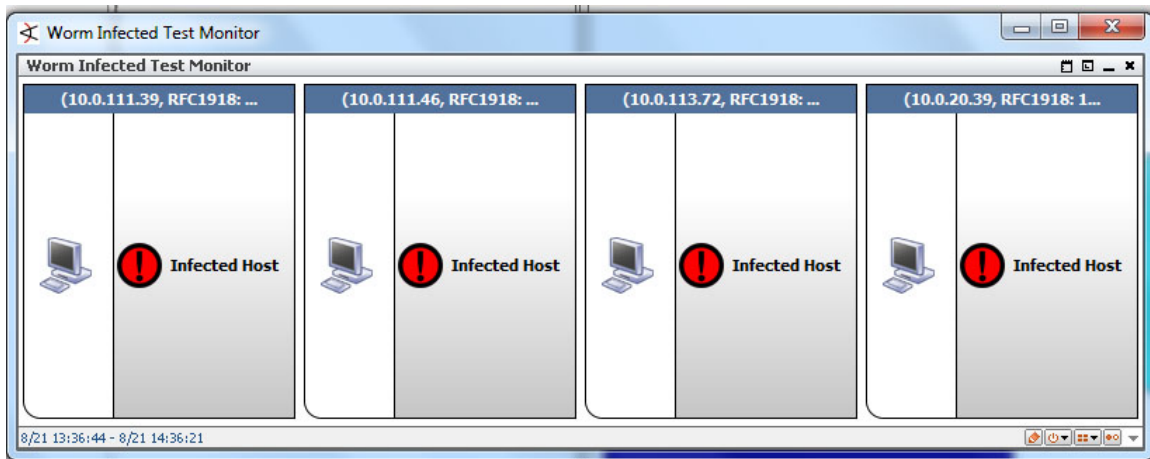 Worm Infected Test Monitor
Worm Infected Test Monitor
(10.0.111.39, RFC1918: ...
(10.0.111.46, RFC1918: ...
(10.0.113.72, RFC1918: ...
(10.0.20.39, RFC1918: 1...
Infected Host
Infected Host
Infected Host
Infected Host
8/21 13:36:44 - 8/21 14:36:21